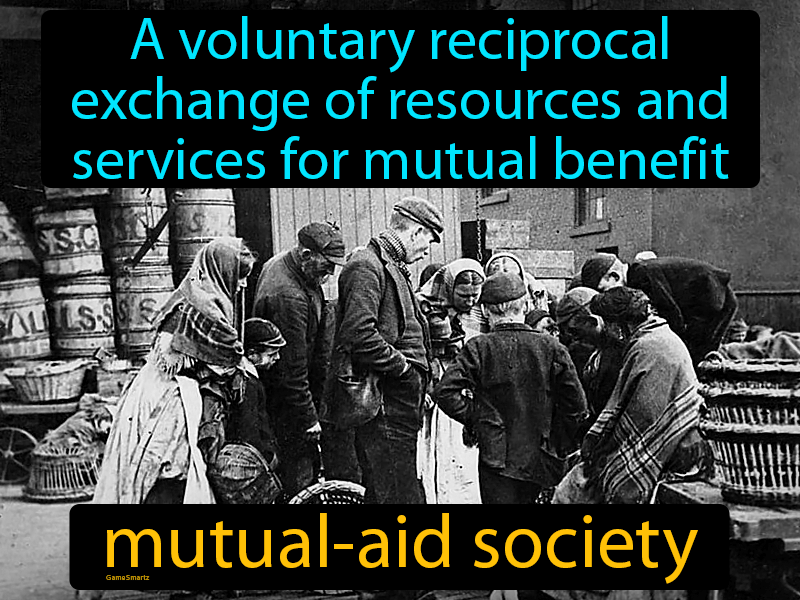 A voluntary reciprocal
exchange of resources and
services for mutual benefit
S.S.G
S.S
mutual-aid society
GameSmartz